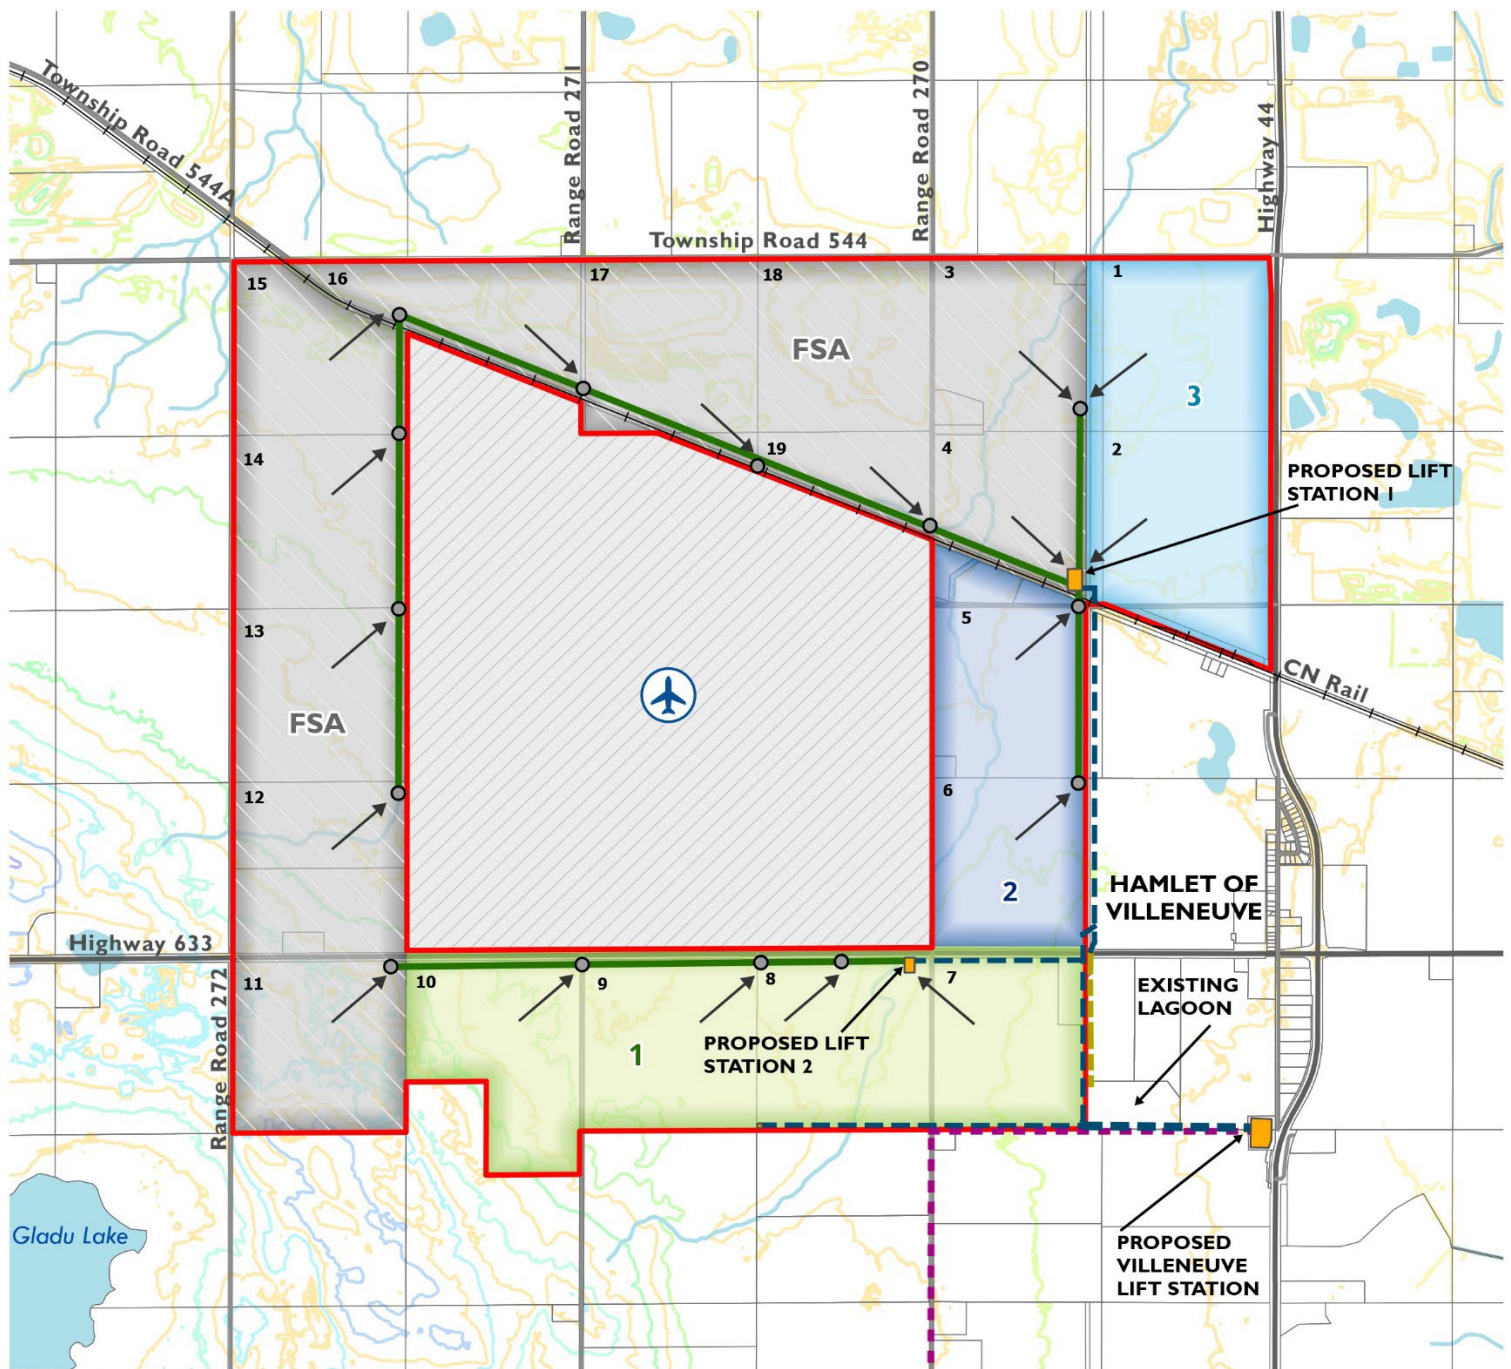 Township Road 544A
Range Road 271
Range Road 270
Highway 44
Township Road 544
15
16
17
18
3
1
FSA
3
14
19
4
2
PROPOSED LIFT
STATION 1
13
5
CN Rail
FSA
12
6
2
HAMLET OF
VILLENEUVE
Highway 633
Range Road 272
11
10
9
8
7
EXISTING
LAGOON
1
PROPOSED LIFT
STATION 2
Gladu Lake
PROPOSED
VILLENEUVE
LIFT STATION